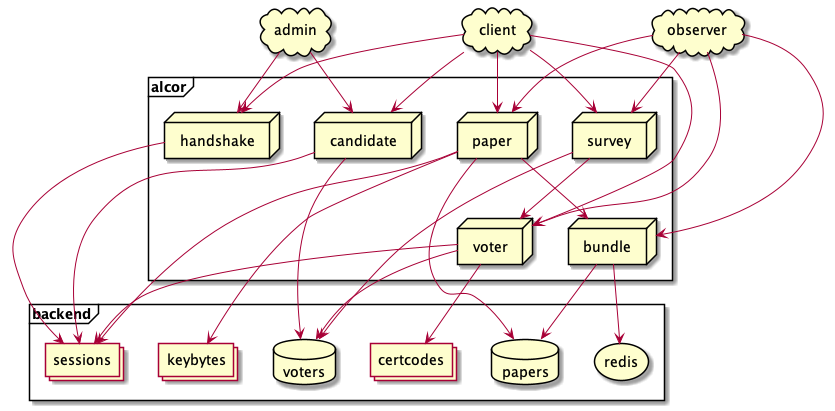 admin
client
observer
alcor
handshake
candidate
paper
survey
voter
bundle
backend
sessions
keybytes
voters
certcodes
papers
redis